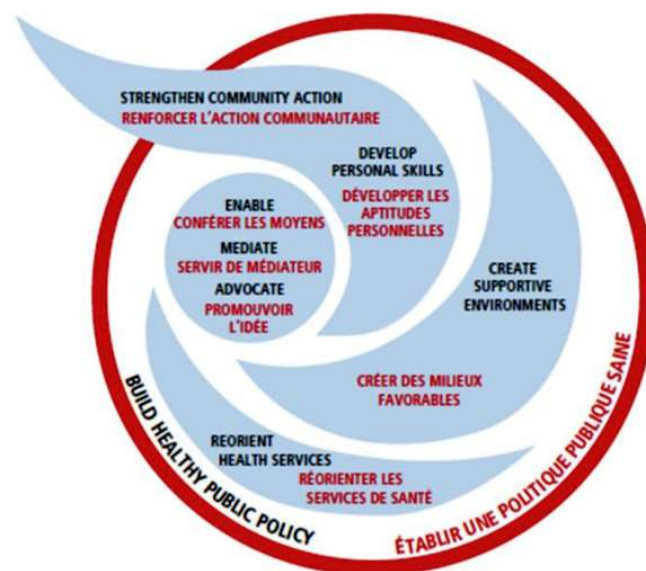 STRENGTHEN COMMUNITY ACTION
RENFORCER L'ACTION COMMUNAUTAIRE
DEVELOP
PERSONAL SKILLS
DÉVELOPPER LES
APTITUDES
PERSONNELLES
ENABLE
CONFÉRER LES MOYENS
MEDIATE
SERVIR DE MÉDIATEUR
ADVOCATE
PROMOUVOIR
L'IDÉE
CREATE
SUPPORTIVE
ENVIRONMENTS
CRÉER DES MILIEUX
FAVORABLES
REORIENT
HEALTH SERVICES
RÉORIENTER LES
SERVICES DE SANTÉ
BUILD HEALTHY PUBLIC POLICY
ÉTABLIR UNE POLITIQUE PUBLIQUE SAINE